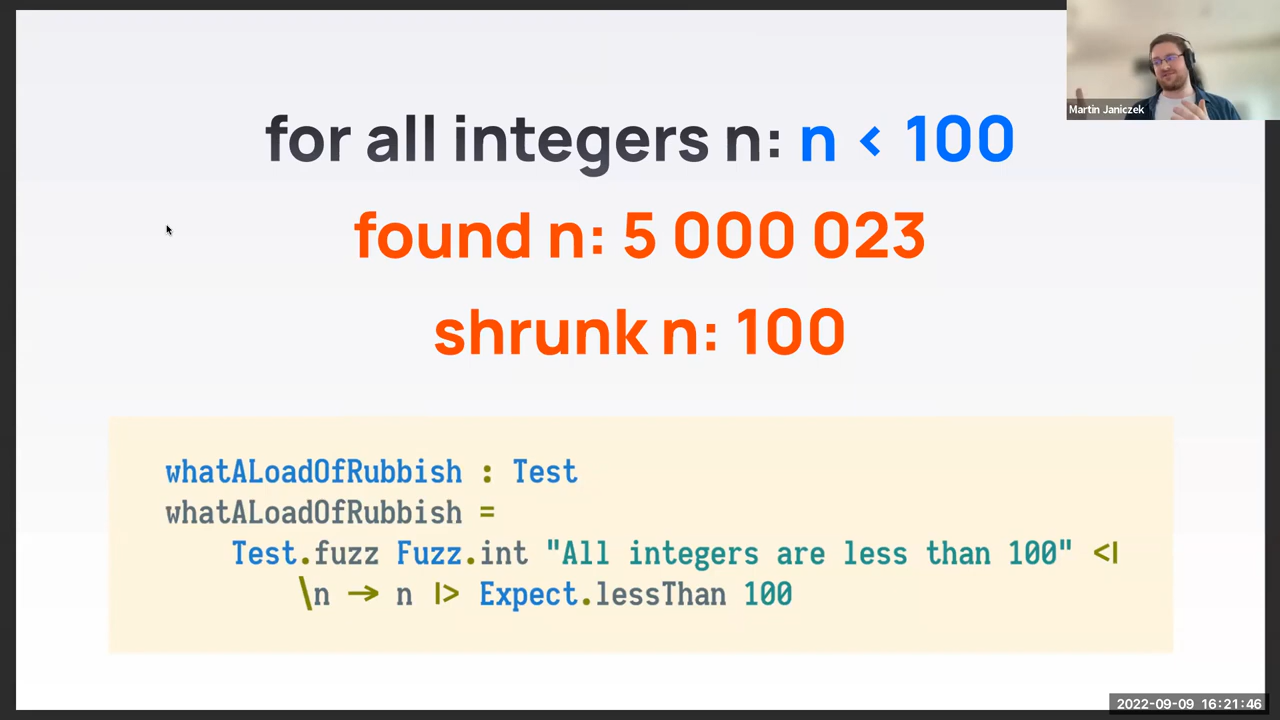 for all integers n: n < 100
found n: 5 000 023
shrunk n: 100
whatALoadOfRubbish : Test
whatALoadOfRubbish =
    Test.fuzz Fuzz.int "All integers are less than 100" <|
        \n -> n |> Expect.lessThan 100
Martin Janiczek
2022-09-09 16:21:46